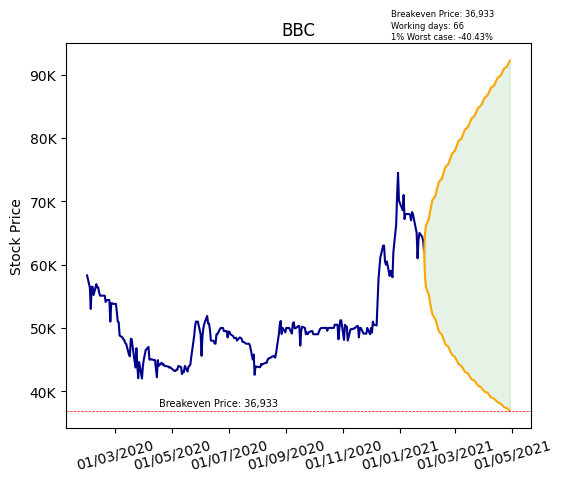 Breakeven Price: 36,933
Working days: 66
1% Worst case: -40.43%
BBC
Stock Price
90K
80K
70K
60K
50K
40K
Breakeven Price: 36,933
01/03/2020
01/05/2020
01/07/2020
01/09/2020
01/11/2020
01/01/2021
01/03/2021
01/05/2021